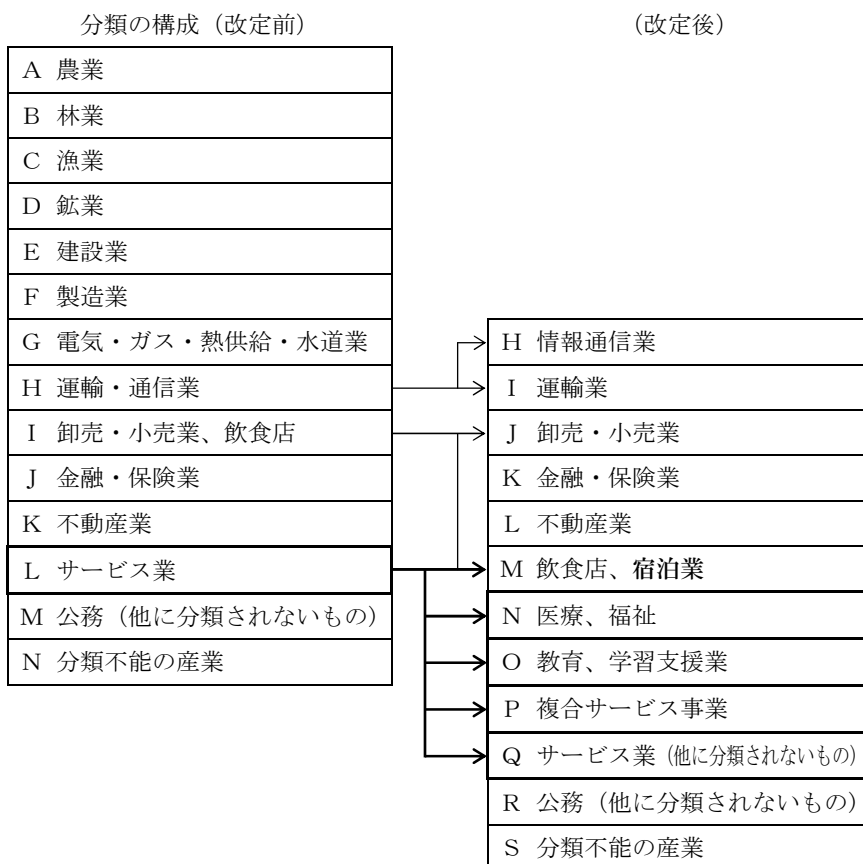 分類の構成（改定前）
A 農業
B 林業
C 漁業
D 鉱業
E 建設業
F 製造業
G 電気・ガス・熱供給・水道業
H 運輸・通信業
I 卸売・小売業、飲食店
J 金融・保険業
K 不動産業
L サービス業
M 公務（他に分類されないもの）
N 分類不能の産業
（改定後）
H 情報通信業
I 運輸業
J 卸売・小売業
K 金融・保険業
L 不動産業
M 飲食店、宿泊業
N 医療、福祉
O 教育、学習支援業
P 複合サービス事業
Q サービス業（他に分類されないもの）
R 公務（他に分類されないもの）
S 分類不能の産業